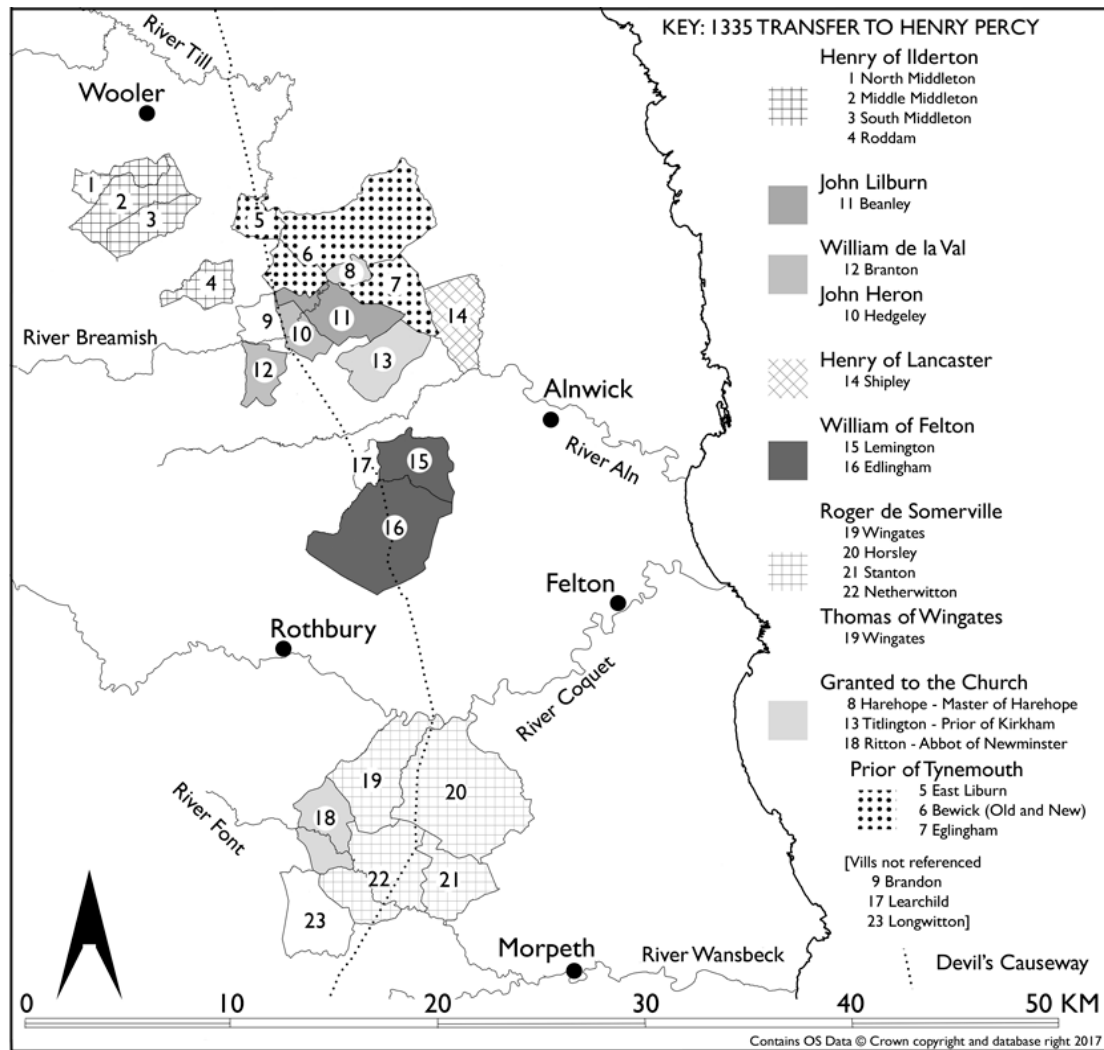 KEY: 1335 TRANSFER TO HENRY PERCY
Henry of Ilderton
1 North Middleton
2 Middle Middleton
3 South Middleton
4 Roddam
John Lilburn
11 Beanley
William de la Val
12 Branton
John Heron
10 Hedgeley
Henry of Lancaster
14 Shipley
William of Felton
15 Lemington
16 Edlingham
Roger de Somerville
19 Wingates
20 Horsley
21 Stanton
22 Netherwitton
Thomas of Wingates
19 Wingates
Granted to the Church
8 Harehope - Master of Harehope
13 Titlington - Prior of Kirkham
18 Ritton - Abbot of Newminster
Prior of Tynemouth
5 East Liburn
6 Bewick (Old and New)
7 Eglingham
[Vills not referenced
9 Brandon
17 Learchild
23 Longwitton]
Devil's Causeway
River Till
Wooler
1
2
3
5
4
6
8
7
9
10
11
14
River Breamish
12
13
Alnwick
River Aln
17
15
16
Felton
Rothbury
River Coquet
19
20
River Font
18
22
21
23
Morpeth
River Wansbeck
0 10 20 30 40 50 KM
Contains OS Data © Crown copyright and database right 2017